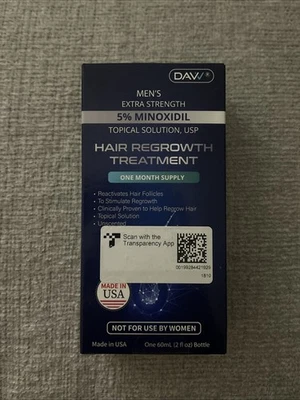 DAVV®
MEN'S
EXTRA STRENGTH
5% MINOXIDIL
TOPICAL SOLUTION, USP
HAIR REGROWTH
TREATMENT
ONE MONTH SUPPLY
• Reactivates Hair Follicles
• To Stimulate Regrowth
• Clinically Proven to Help Regrow Hair
• Topical Solution
• Unscented
Scan with the
Transparency App
MADE IN
USA
NOT FOR USE BY WOMEN
Made in USA
One 60mL (2 fl oz) Bottle